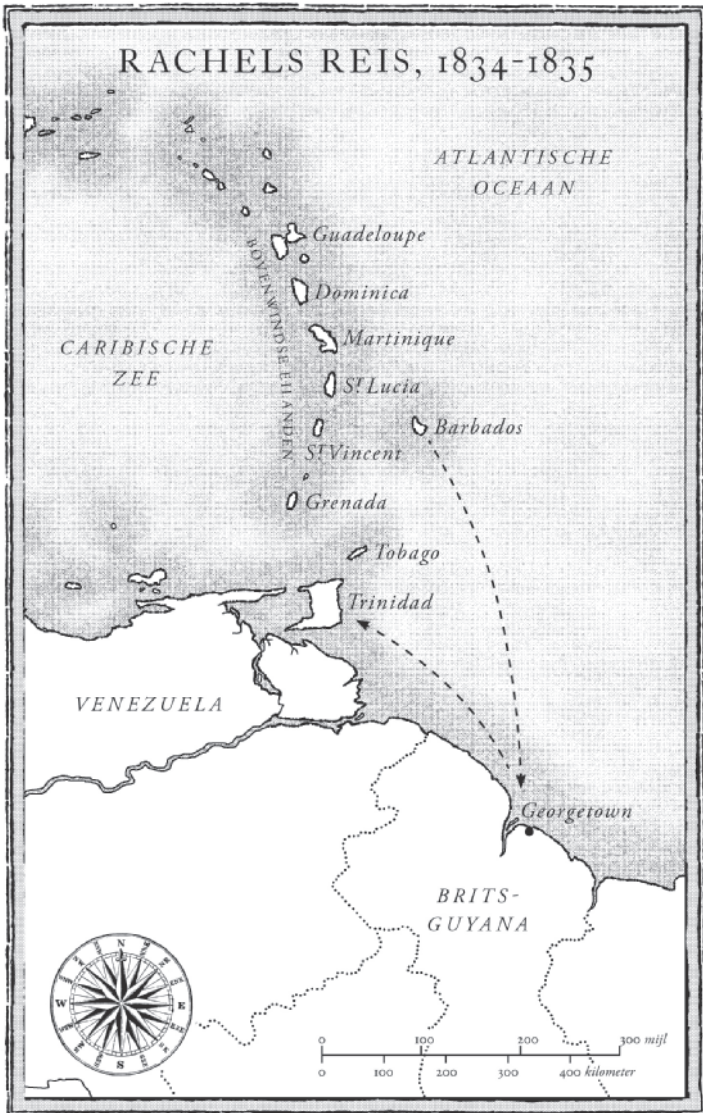 RACHELS REIS, 1834-1835
ATLANTISCHE
OCEAAN
Guadeloupe
BOVENWINDSE EILANDEN
Dominica
CARIBISCHE
ZEE
Martinique
St Lucia
Barbados
St Vincent
Grenada
Tobago
Trinidad
VENEZUELA
Georgetown
BRITS-
GUYANA
N
W
E
S
0 100 200 300 mijl
0 100 200 300 400 kilometer